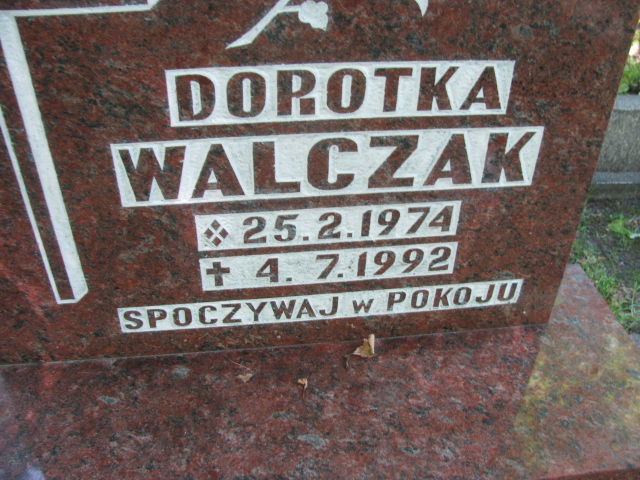 DOROTKA
WALCZAK
❖ 25.2.1974
✝ 4.7.1992
SPOCZYWAJ W POKOJU